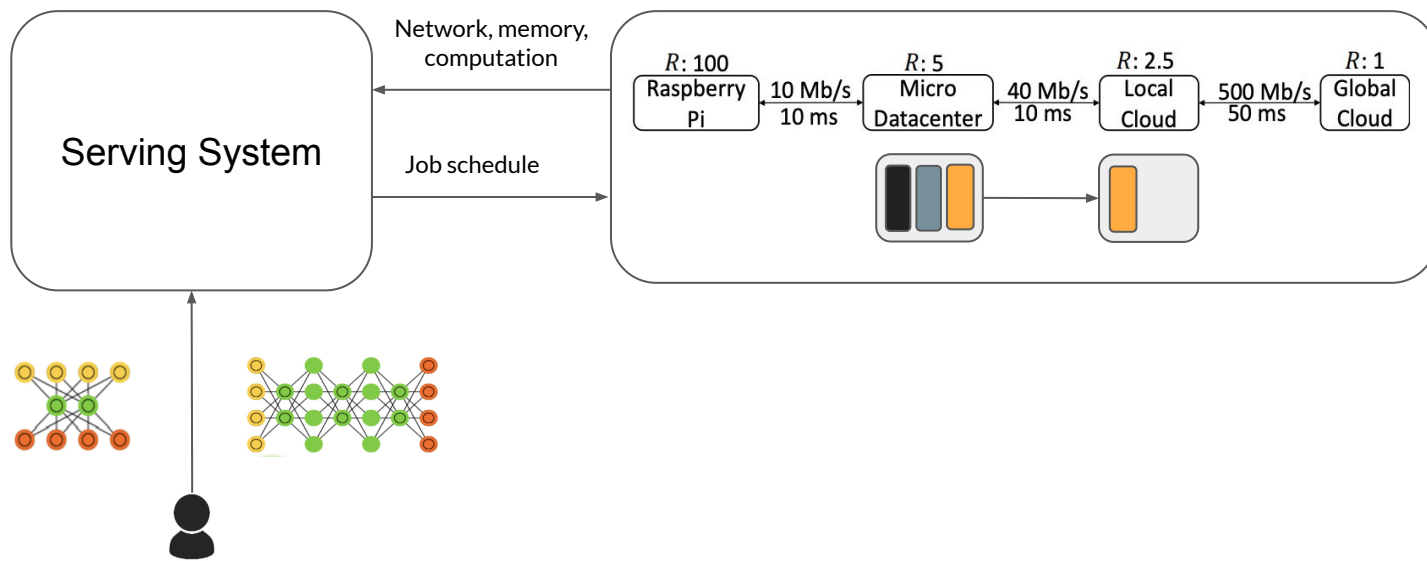 Network, memory,
computation
Serving System
Job schedule
R: 100
R: 5
R: 2.5
R: 1
Raspberry
Pi
10 Mb/s
10 ms
Micro
Datacenter
40 Mb/s
10 ms
Local
Cloud
500 Mb/s
50 ms
Global
Cloud